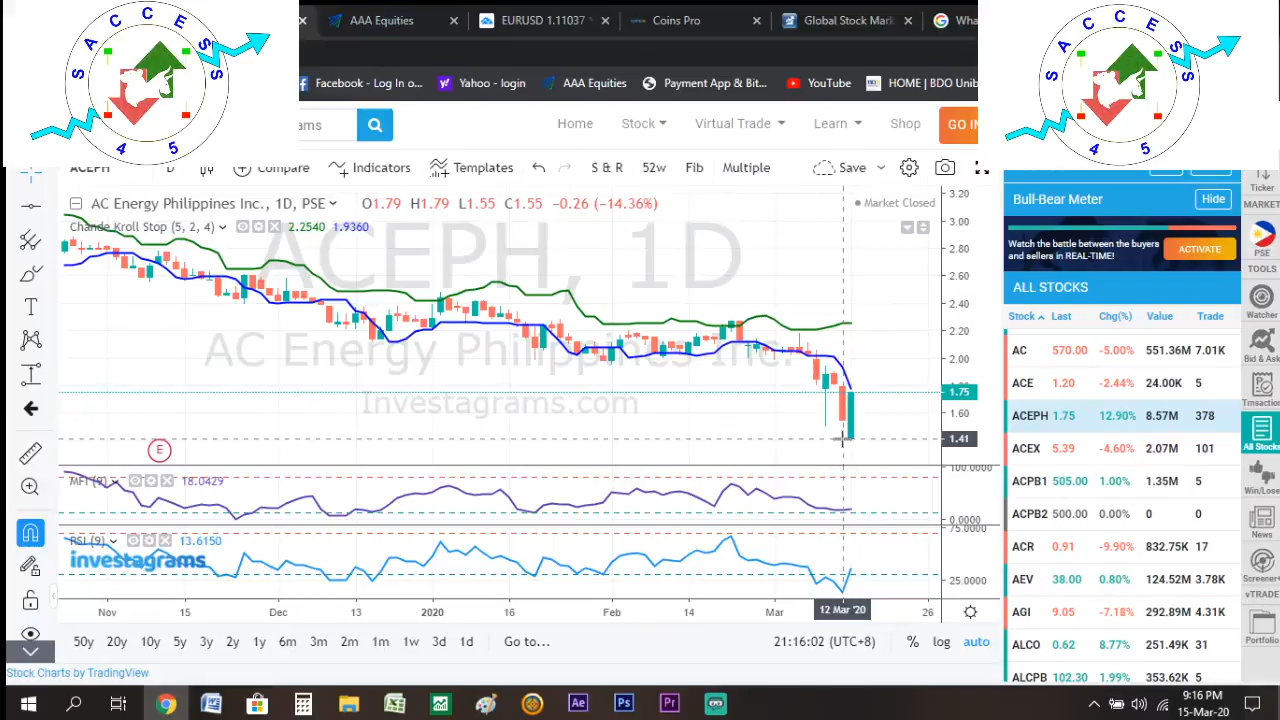 SACCESS 45
AAA Equities
EURUSD 1.11037
Coins Pro
Global Stock Mark
Wha
SACCESS 45
Facebook - Log In o...
Yahoo - login
AAA Equities
Payment App & Bit...
YouTube
HOME | BDO Unib
ams
Home
Stock
Virtual Trade
Learn
Shop
GO
ACEPH
D
Compare
Indicators
Templates
S & R
52w
Fib
Multiple
Save
AC Energy Philippines Inc., 1D, PSE
O1.79 H1.79 L1.55 C1.55 −0.26 (−14.36%)
Market Closed
Chande Kroll Stop (5, 2, 4)
2.2540 1.9360
ACEPH, 1D
AC Energy Philippines Inc.
Investagrams.com
3.20
3.00
2.80
2.60
2.40
2.20
2.00
1.75
1.60
1.41
E
MFI (9)
18.0429
100.0000
0.0000
RSI (9)
13.6150
75.0000
25.0000
investagrams
Nov
15
Dec
13
2020
16
Feb
14
Mar
12 Mar '20
26
50y 20y 10y 5y 3y 2y 1y 6m 3m 2m 1m 1w 3d 1d
Go to...
21:16:02 (UTC+8)
%
log
auto
Stock Charts by TradingView
Bull-Bear Meter
Hide
Watch the battle between the buyers
and sellers in REAL-TIME!
ACTIVATE
ALL STOCKS
Stock Last Chg(%) Value Trade
AC 570.00 -5.00% 551.36M 7.01K
ACE 1.20 -2.44% 24.00K 5
ACEPH 1.75 12.90% 8.57M 378
ACEX 5.39 -4.60% 2.07M 101
ACPB1 505.00 1.00% 1.35M 5
ACPB2 500.00 0.00% 0 0
ACR 0.91 -9.90% 832.75K 17
AEV 38.00 0.80% 124.52M 3.78K
AGI 9.05 -7.18% 292.89M 4.31K
ALCO 0.62 8.77% 251.49K 31
ALCPB 102.30 1.99% 353.62K 5
Ticker
MARKET
PSE
TOOLS
Watcher
Bid & Ask
All Stocks
Win/Lose
News
Screener
vTRADE
Portfolio
9:16 PM
15-Mar-20